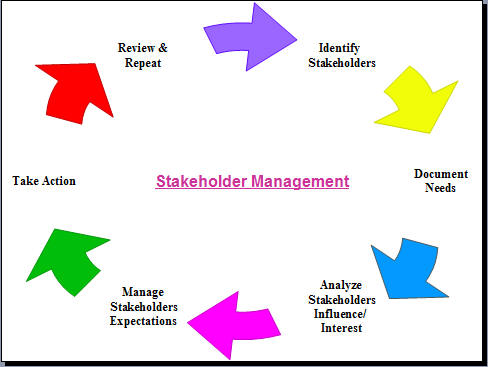 Review &
Repeat
Identify
Stakeholders
Document
Needs
Analyze
Stakeholders
Influence/
Interest
Manage
Stakeholders
Expectations
Take Action
Stakeholder Management